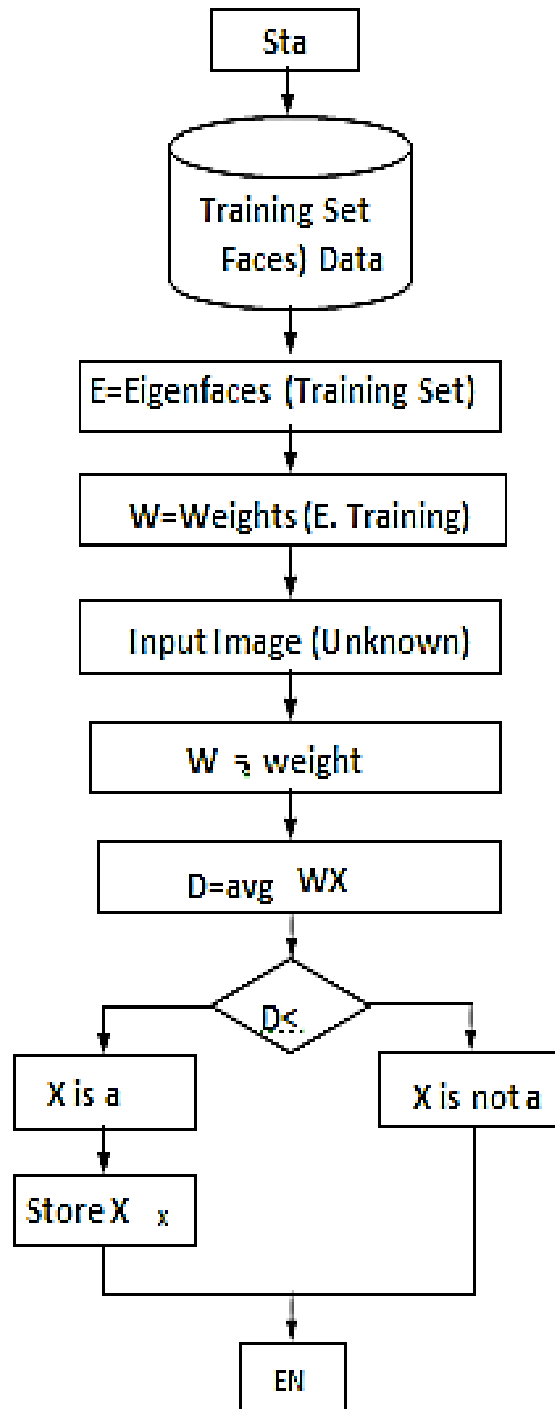 Sta
Training Set
Faces) Data
E=Eigenfaces (Training Set)
W=Weights (E. Training)
Input Image (Unknown)
W = weight
D=avg WX
D<.
X is a
X is not a
Store X x
EN